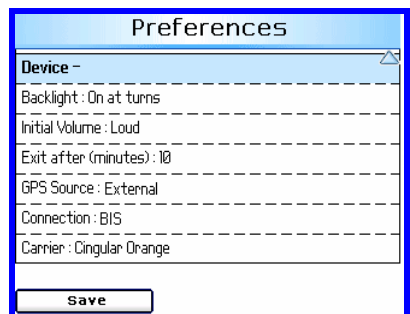 Preferences
Device -
Backlight : On at turns
Initial Volume : Loud
Exit after (minutes) : 10
GPS Source : External
Connection : BIS
Carrier : Cingular Orange
Save